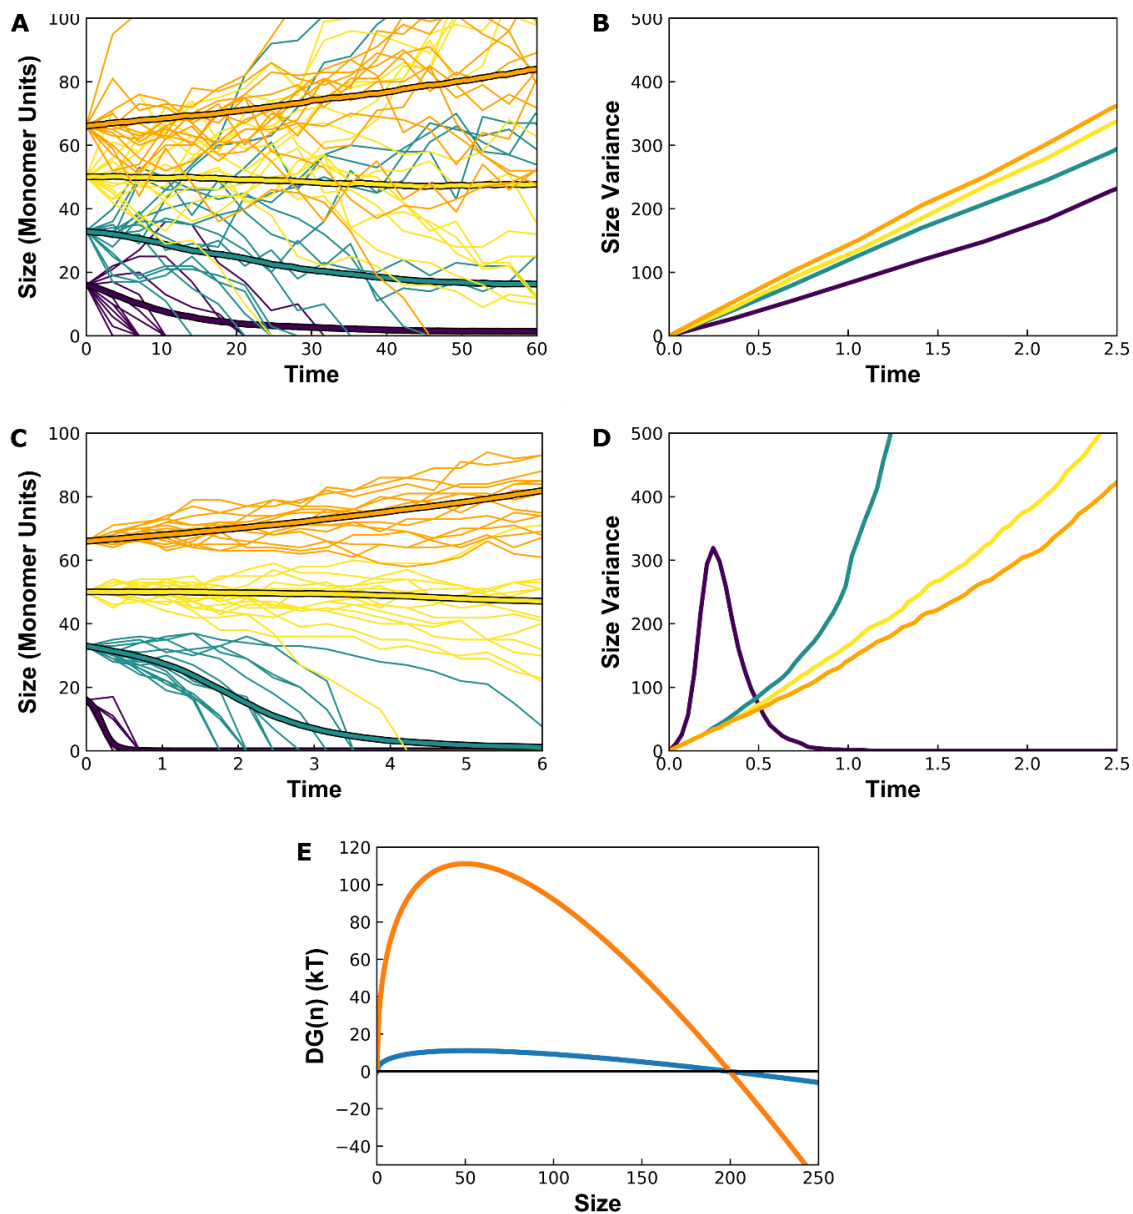 A
100
80
60
40
20
0
Size (Monomer Units)
0 10 20 30 40 50 60
Time
B
500
400
300
200
100
0
Size Variance
0.0 0.5 1.0 1.5 2.0 2.5
Time
C
100
80
60
40
20
0
Size (Monomer Units)
0 1 2 3 4 5 6
Time
D
500
400
300
200
100
0
Size Variance
0.0 0.5 1.0 1.5 2.0 2.5
Time
E
120
100
80
60
40
20
0
−20
−40
DG(n) (kT)
0 50 100 150 200 250
Size